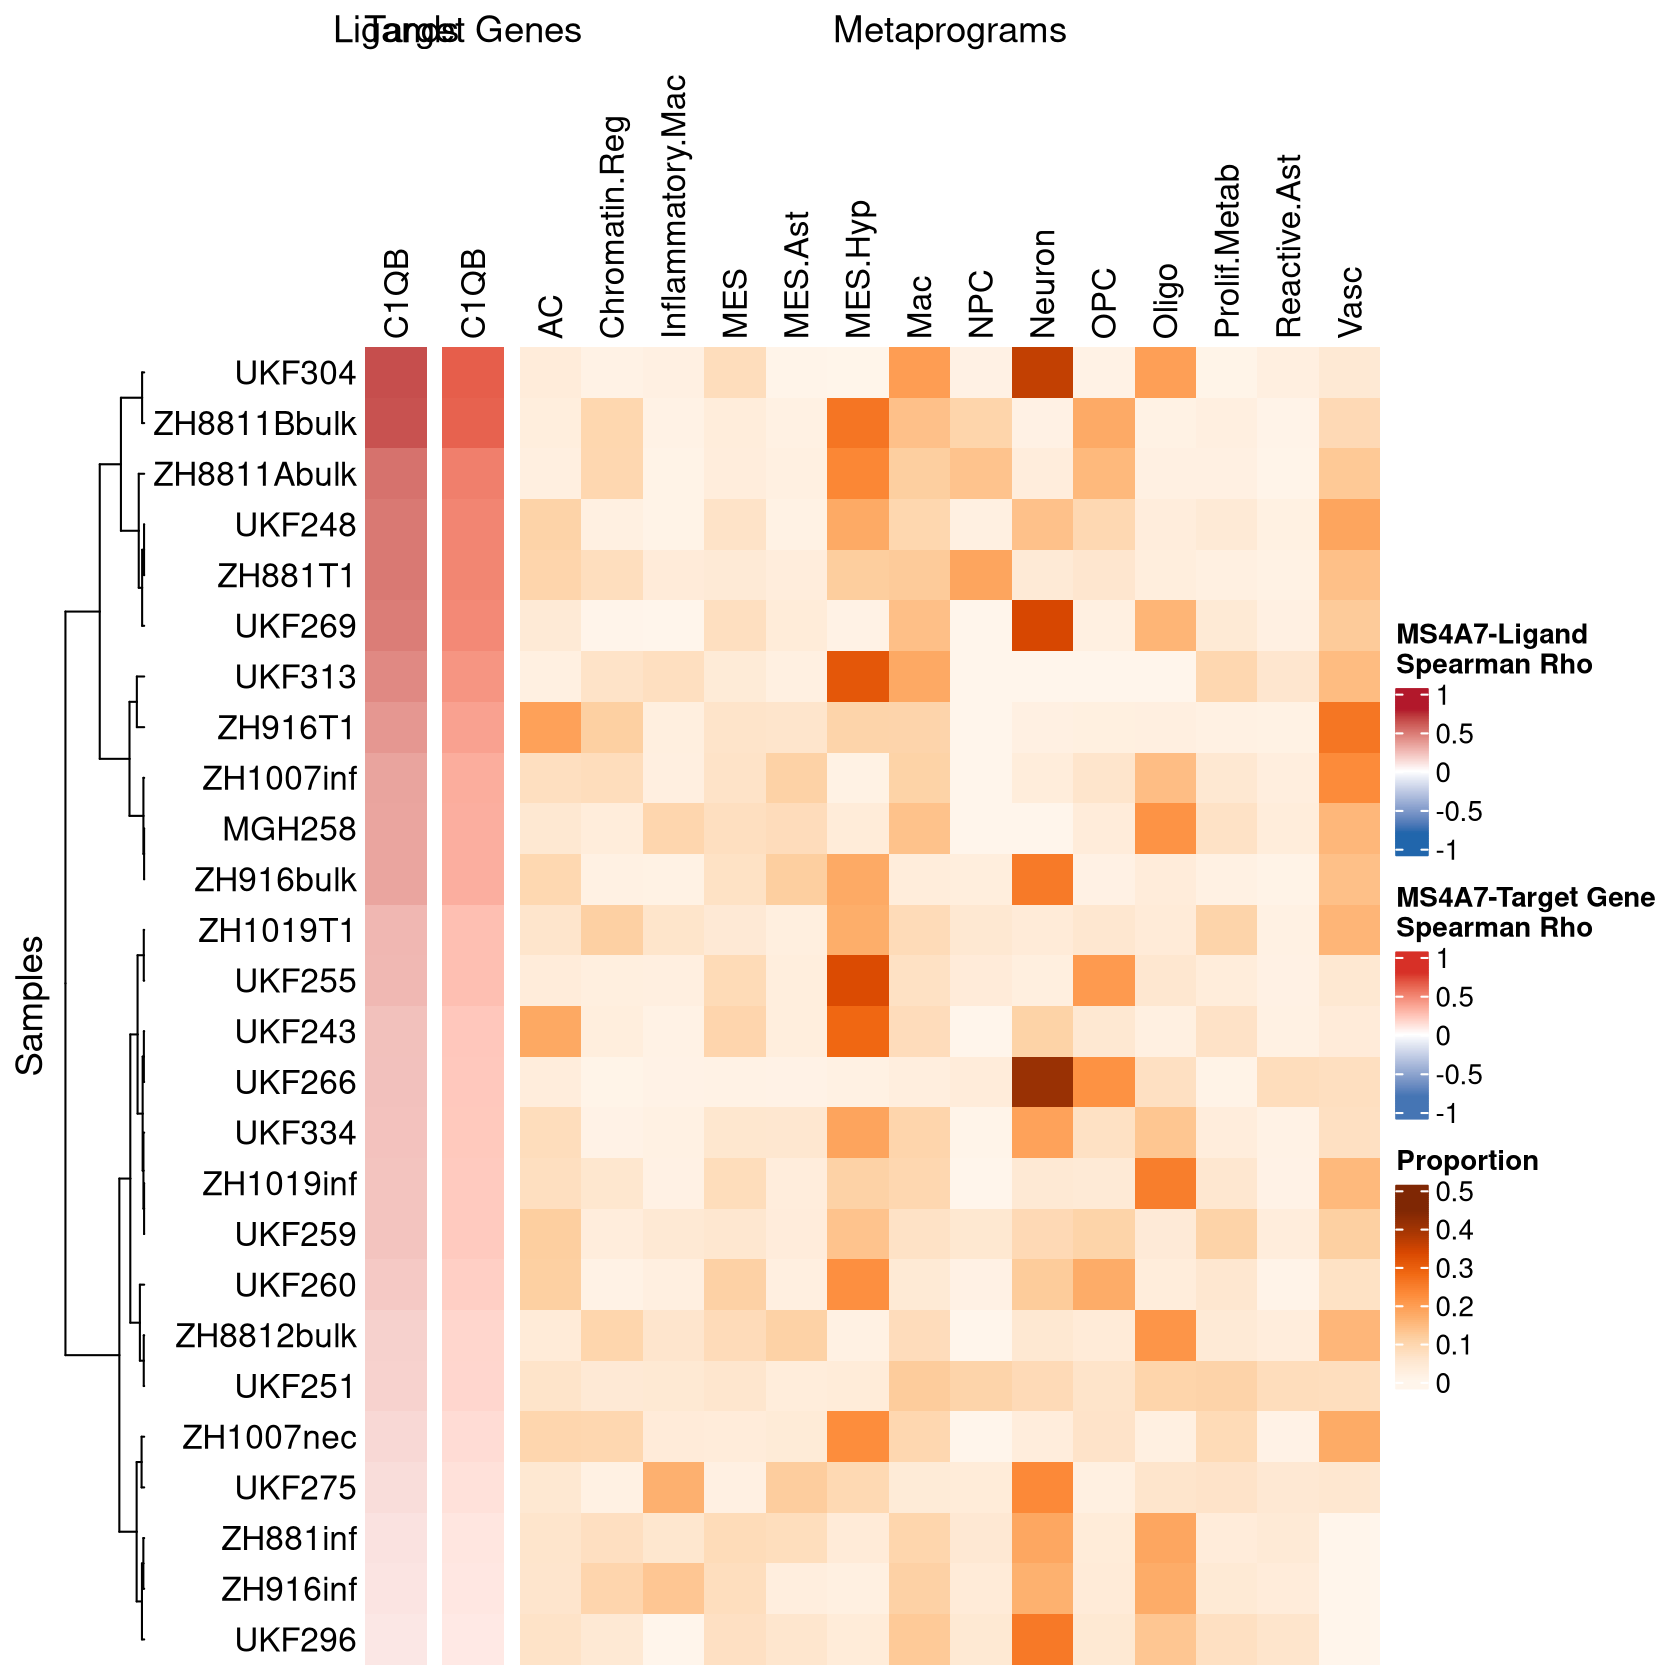 Ligands Target Genes Metaprograms
C1QB C1QB AC Chromatin.Reg Inflammatory.Mac MES MES.Ast MES.Hyp Mac NPC Neuron OPC Oligo Prolif.Metab Reactive.Ast Vasc
Samples
UKF304
ZH8811Bbulk
ZH8811Abulk
UKF248
ZH881T1
UKF269
UKF313
ZH916T1
ZH1007inf
MGH258
ZH916bulk
ZH1019T1
UKF255
UKF243
UKF266
UKF334
ZH1019inf
UKF259
UKF260
ZH8812bulk
UKF251
ZH1007nec
UKF275
ZH881inf
ZH916inf
UKF296
MS4A7-Ligand
Spearman Rho
1
0.5
0
-0.5
-1
MS4A7-Target Gene
Spearman Rho
1
0.5
0
-0.5
-1
Proportion
0.5
0.4
0.3
0.2
0.1
0